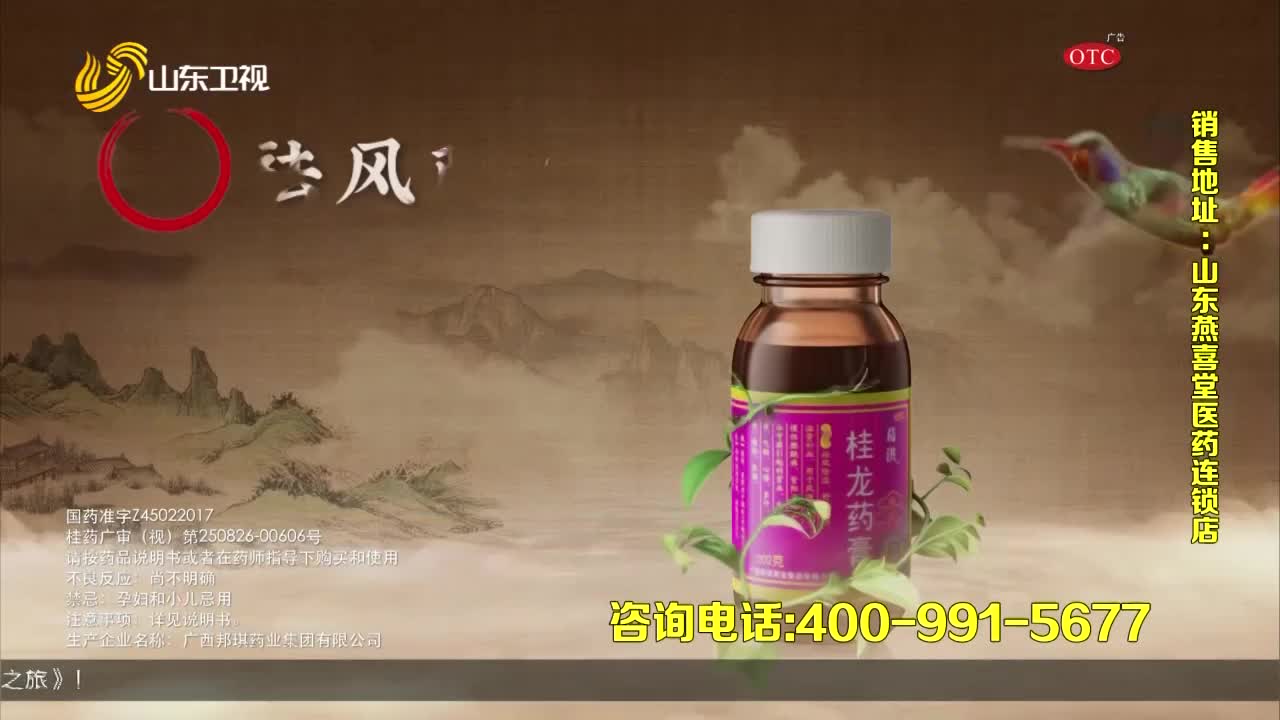 山东卫视
广告
OTC
风
销售地址：山东燕喜堂医药连锁店
桂龙药膏
国药准字Z45022017
桂药广审（视）第250826-00606号
请按药品说明书或者在药师指导下购买和使用
不良反应：尚不明确
禁忌：孕妇和小儿忌用
注意事项：详见说明书。
生产企业名称：广西邦琪药业集团有限公司
咨询电话:400-991-5677
之旅》！